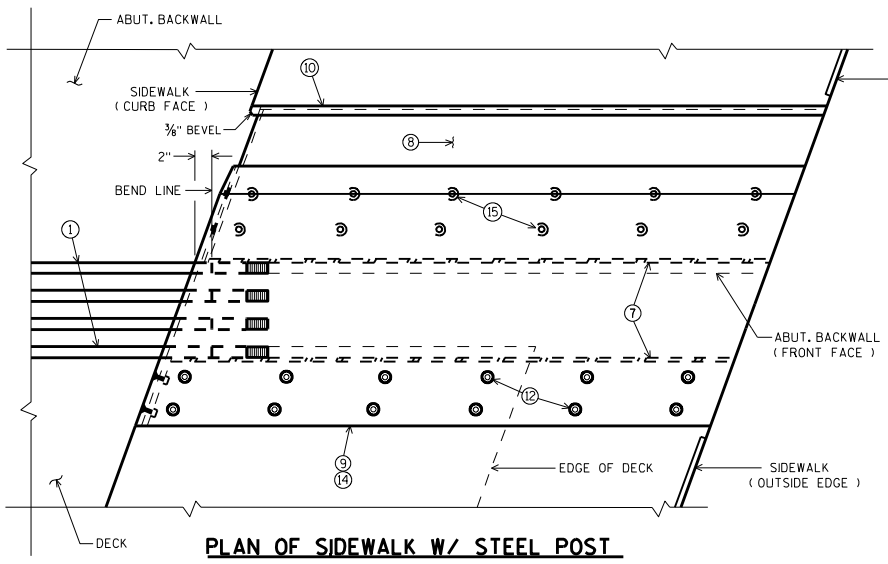 ABUT. BACKWALL
10
SIDEWALK
( CURB FACE )
⅜" BEVEL
8
2"
BEND LINE
15
1
7
ABUT. BACKWALL
( FRONT FACE )
12
9
14
EDGE OF DECK
SIDEWALK
( OUTSIDE EDGE )
DECK
PLAN OF SIDEWALK W/ STEEL POST